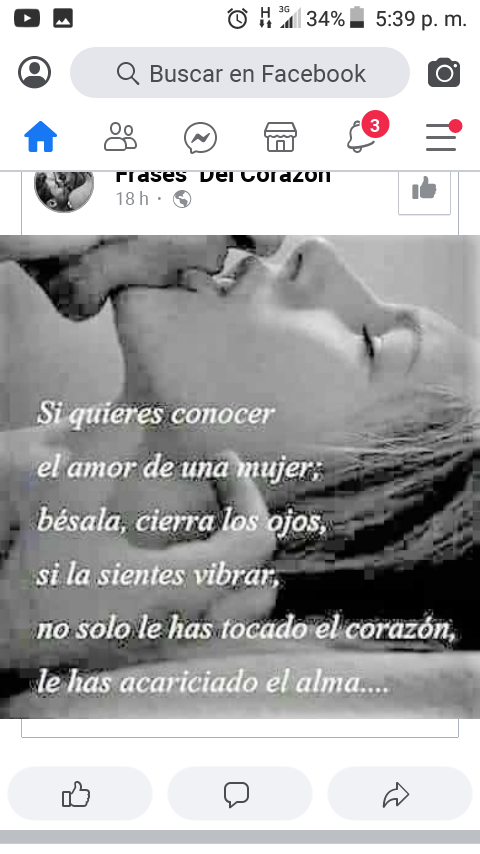 H 3G 34% 5:39 p. m.
Buscar en Facebook
3
Frases Del Corazón
18 h ·
Si quieres conocer
el amor de una mujer;
bésala, cierra los ojos,
si la sientes vibrar,
no solo le has tocado el corazón,
le has acariciado el alma....